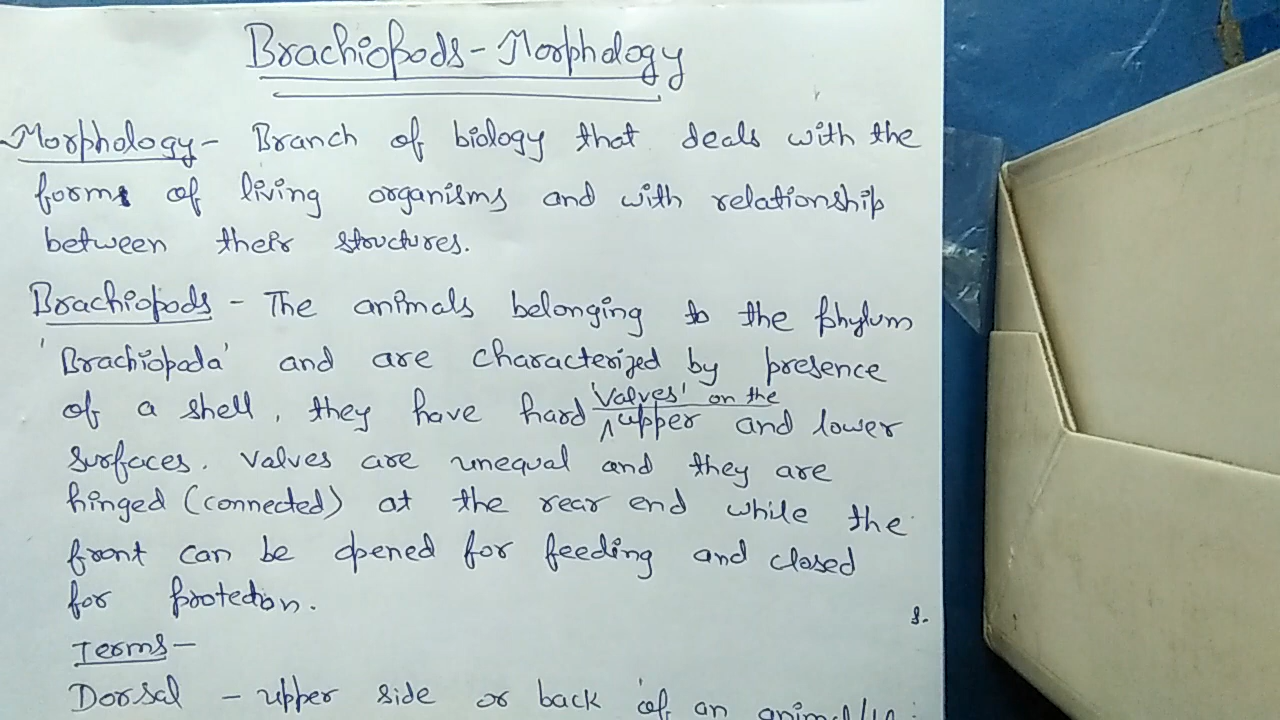 Brachiopods - Morphology
Morphology - Branch of biology that deals with the
forms of living organisms and with relationship
between their structures.
Brachiopods - The animals belonging to the phylum
'Brachiopoda' and are characterized by presence
of a shell, they have hard 'valves' on the upper and lower
surfaces. Valves are unequal and they are
hinged (connected) at the rear end while the
front can be opened for feeding and closed
for protection.
Terms -
Dorsal - upper side or back of an